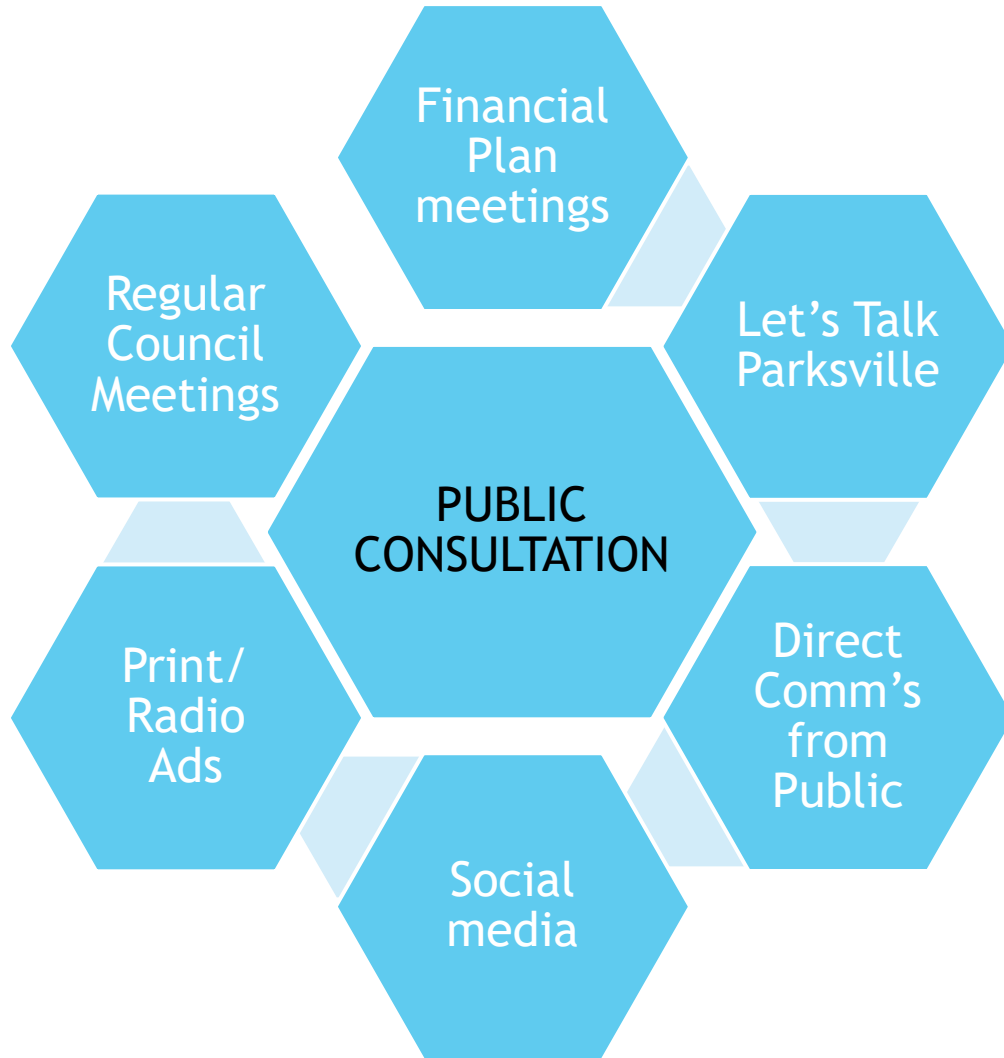 Financial
Plan
meetings
Let’s Talk
Parksville
Direct
Comm’s
from
Public
Social
media
Print/
Radio
Ads
Regular
Council
Meetings
PUBLIC
CONSULTATION